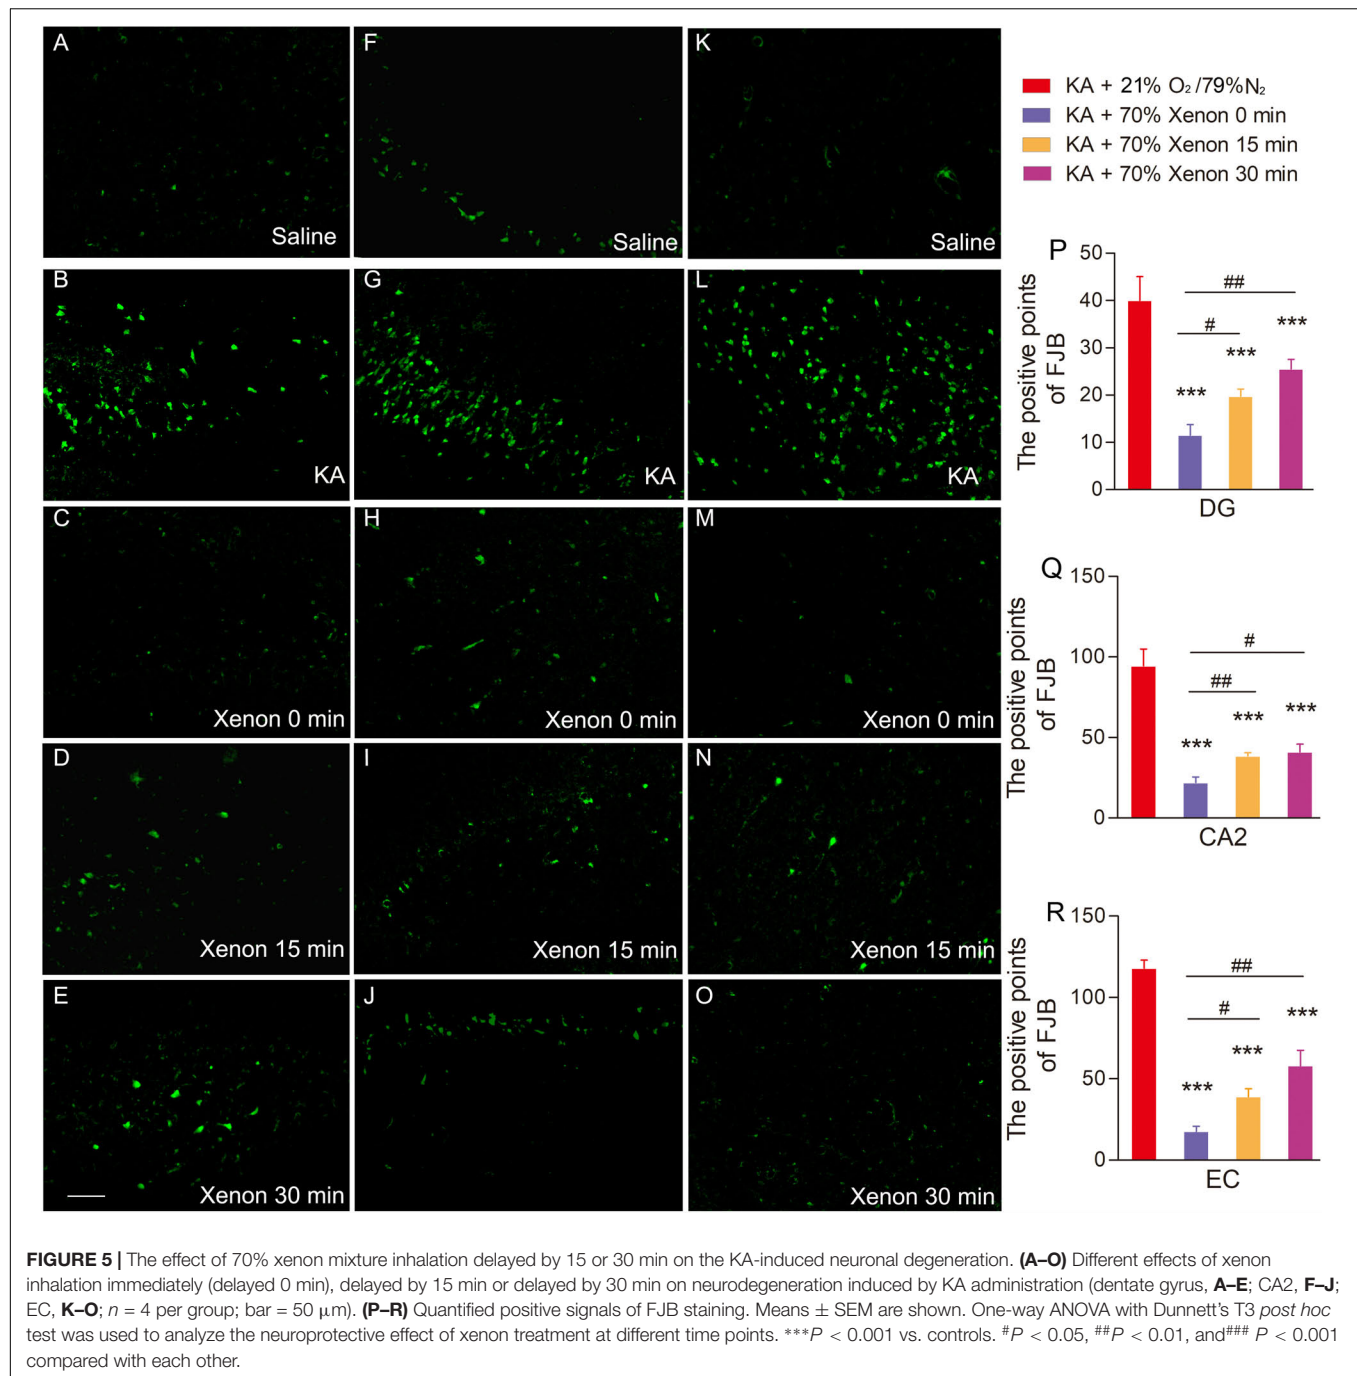 A
Saline
F
Saline
K
Saline
KA + 21% O₂ /79%N₂
KA + 70% Xenon 0 min
KA + 70% Xenon 15 min
KA + 70% Xenon 30 min
B
KA
G
KA
L
KA
P
The positive points
of FJB
50
40
30
20
10
0
##
#
***
***
***
DG
C
Xenon 0 min
H
Xenon 0 min
M
Xenon 0 min
Q
The positive points
of FJB
150
100
50
0
#
##
***
***
***
CA2
D
Xenon 15 min
I
Xenon 15 min
N
Xenon 15 min
R
The positive points
of FJB
150
100
50
0
##
#
***
***
***
EC
E
Xenon 30 min
J
O
Xenon 30 min
FIGURE 5 | The effect of 70% xenon mixture inhalation delayed by 15 or 30 min on the KA-induced neuronal degeneration. (A–O) Different effects of xenon
inhalation immediately (delayed 0 min), delayed by 15 min or delayed by 30 min on neurodegeneration induced by KA administration (dentate gyrus, A–E; CA2, F–J;
EC, K–O; n = 4 per group; bar = 50 μm). (P–R) Quantified positive signals of FJB staining. Means ± SEM are shown. One-way ANOVA with Dunnett's T3 post hoc
test was used to analyze the neuroprotective effect of xenon treatment at different time points. ***P < 0.001 vs. controls. #P < 0.05, ##P < 0.01, and### P < 0.001
compared with each other.